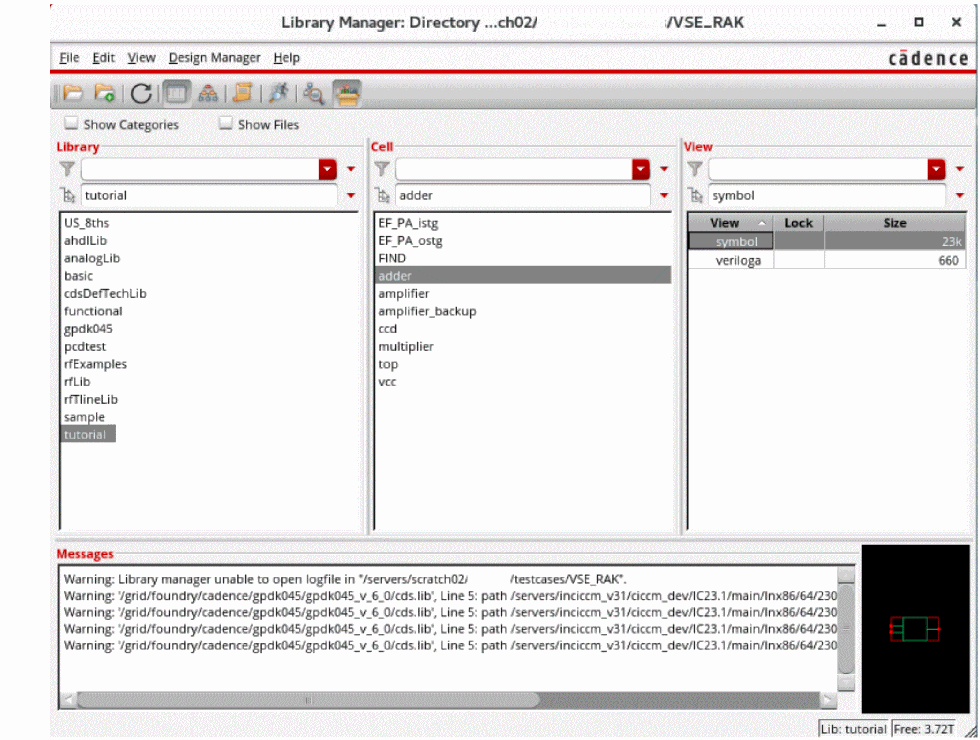 Library Manager: Directory ...ch02/ /VSE_RAK
File Edit View Design Manager Help
cādence
Show Categories Show Files
Library
tutorial
US_8ths
ahdlLib
analogLib
basic
cdsDefTechLib
functional
gpdk045
pcdtest
rfExamples
rfLib
rfTlineLib
sample
tutorial
Cell
adder
EF_PA_istg
EF_PA_ostg
FIND
adder
amplifier
amplifier_backup
ccd
multiplier
top
vcc
View
symbol
View Lock Size
symbol 23k
veriloga 660
Messages
Warning: Library manager unable to open logfile in "/servers/scratch02/ /testcases/VSE_RAK".
Warning: '/grid/foundry/cadence/gpdk045/gpdk045_v_6_0/cds.lib', Line 5: path /servers/inciccm_v31/ciccm_dev/IC23.1/main/lnx86/64/230
Warning: '/grid/foundry/cadence/gpdk045/gpdk045_v_6_0/cds.lib', Line 5: path /servers/inciccm_v31/ciccm_dev/IC23.1/main/lnx86/64/230
Warning: '/grid/foundry/cadence/gpdk045/gpdk045_v_6_0/cds.lib', Line 5: path /servers/inciccm_v31/ciccm_dev/IC23.1/main/lnx86/64/230
Warning: '/grid/foundry/cadence/gpdk045/gpdk045_v_6_0/cds.lib', Line 5: path /servers/inciccm_v31/ciccm_dev/IC23.1/main/lnx86/64/230
Lib: tutorial Free: 3.72T